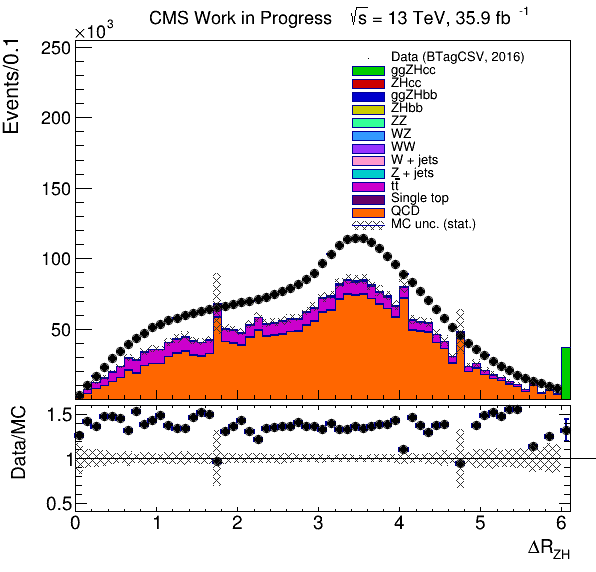 CMS Work in Progress √s = 13 TeV, 35.9 fb⁻¹
×10³
Events/0.1
250
200
150
100
50
Data (BTagCSV, 2016)
ggZHcc
ZHcc
ggZHbb
ZHbb
ZZ
WZ
WW
W + jets
Z + jets
tt̅
Single top
QCD
MC unc. (stat.)
Data/MC
1.5
1
0.5
0 1 2 3 4 5 6
ΔR_ZH